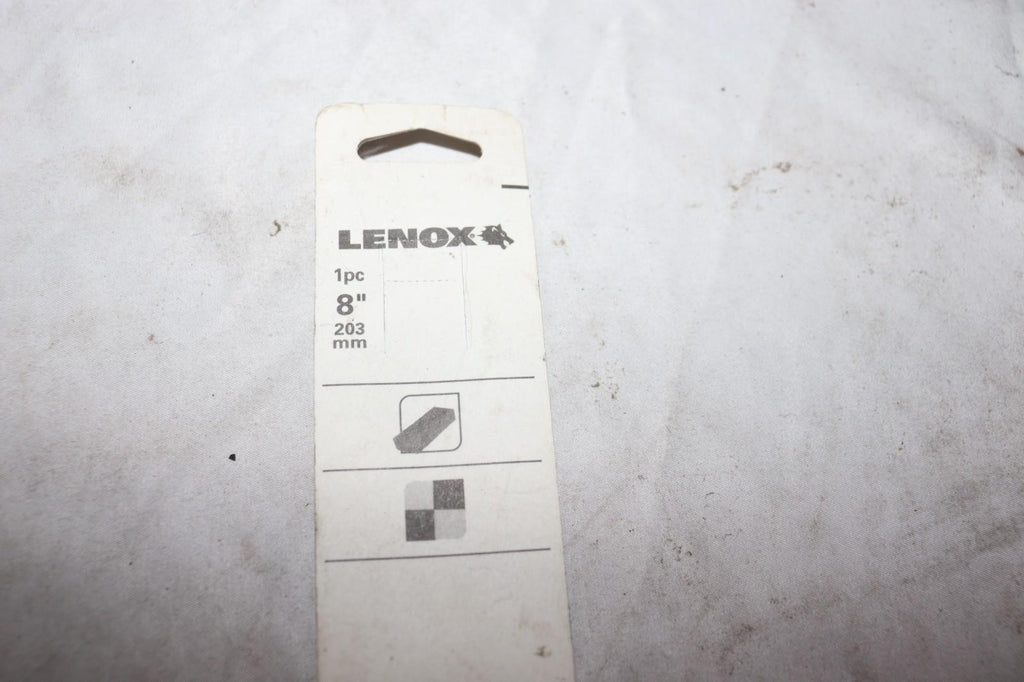 LENOX®
1pc
8"
203
mm